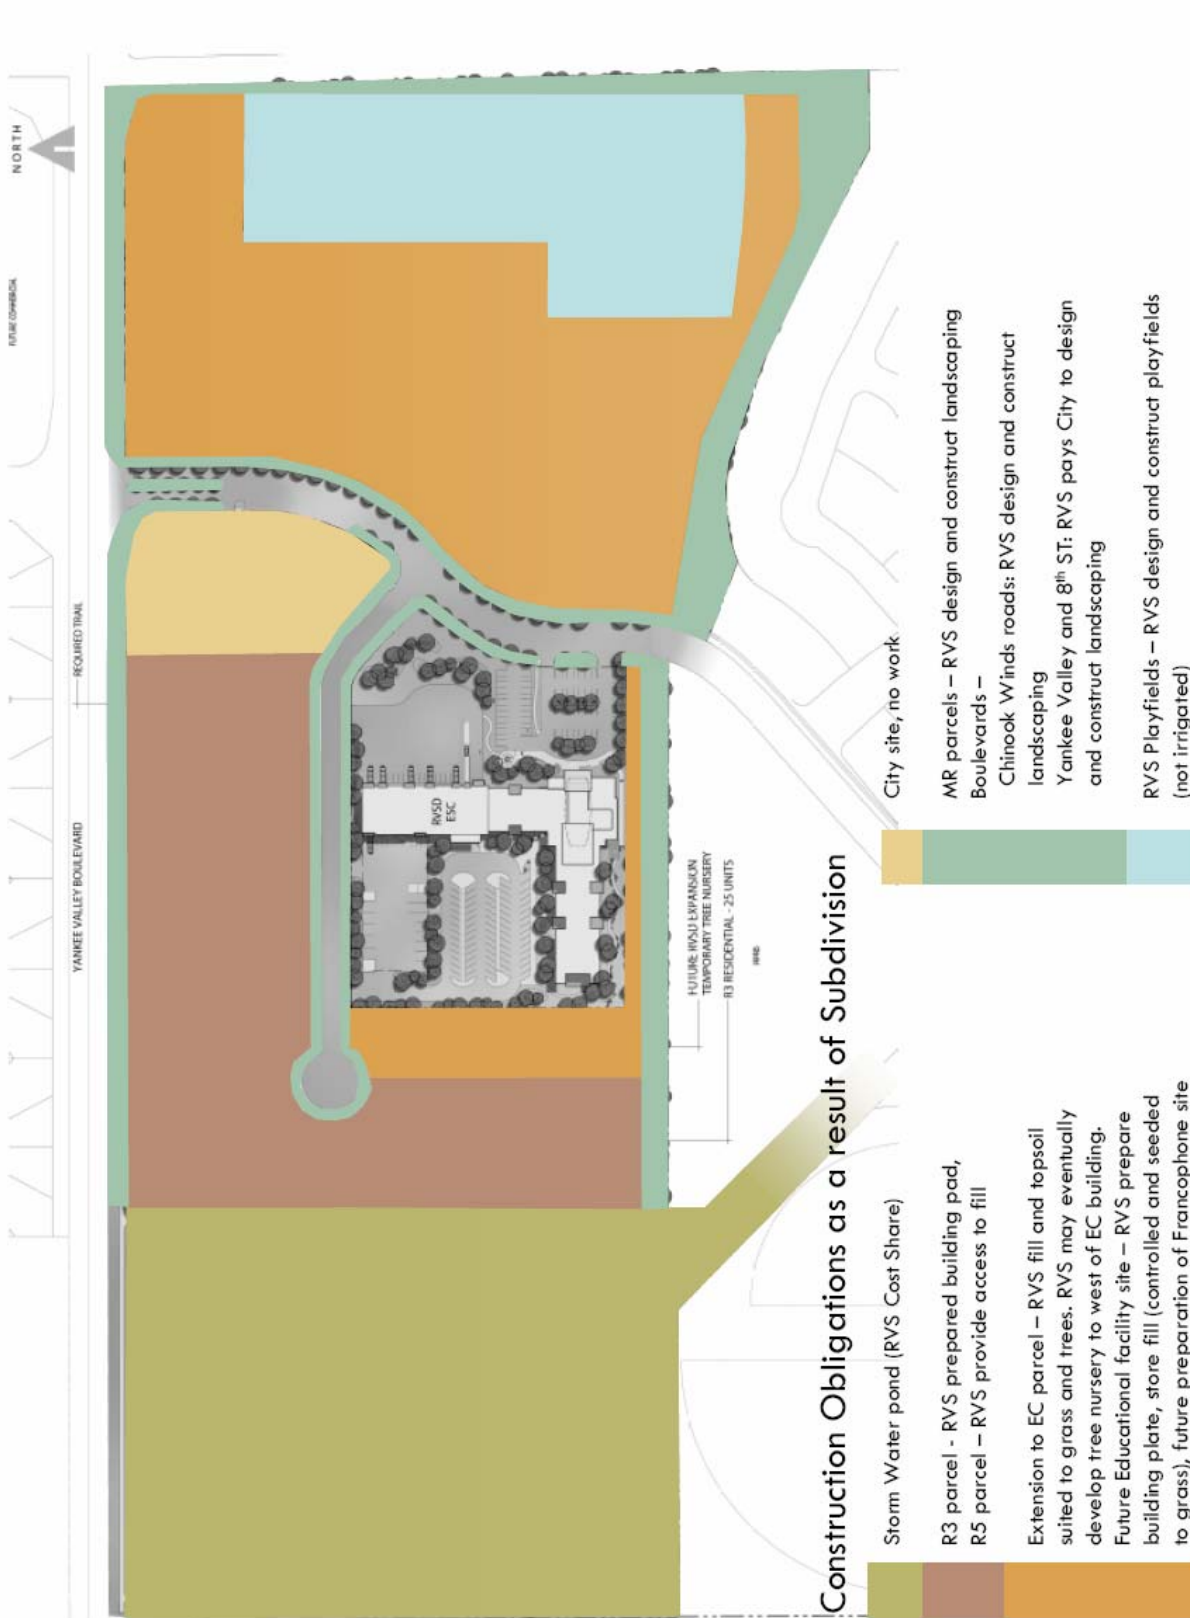 NORTH
FUTURE COMMERCIAL
YANKEE VALLEY BOULEVARD
REQUIRED TRAIL
RVSD
ESC
FUTURE RVSD EXPANSION
TEMPORARY TREE NURSERY
R3 RESIDENTIAL - 25 UNITS
Construction Obligations as a result of Subdivision
Storm Water pond (RVS Cost Share)
R3 parcel - RVS prepared building pad,
R5 parcel – RVS provide access to fill
Extension to EC parcel – RVS fill and topsoil
suited to grass and trees. RVS may eventually
develop tree nursery to west of EC building.
Future Educational facility site – RVS prepare
building plate, store fill (controlled and seeded
to grass), future preparation of Francophone site
City site, no work
MR parcels – RVS design and construct landscaping
Boulevards –
Chinook Winds roads: RVS design and construct
landscaping
Yankee Valley and 8th ST: RVS pays City to design
and construct landscaping
RVS Playfields – RVS design and construct playfields
(not irrigated)